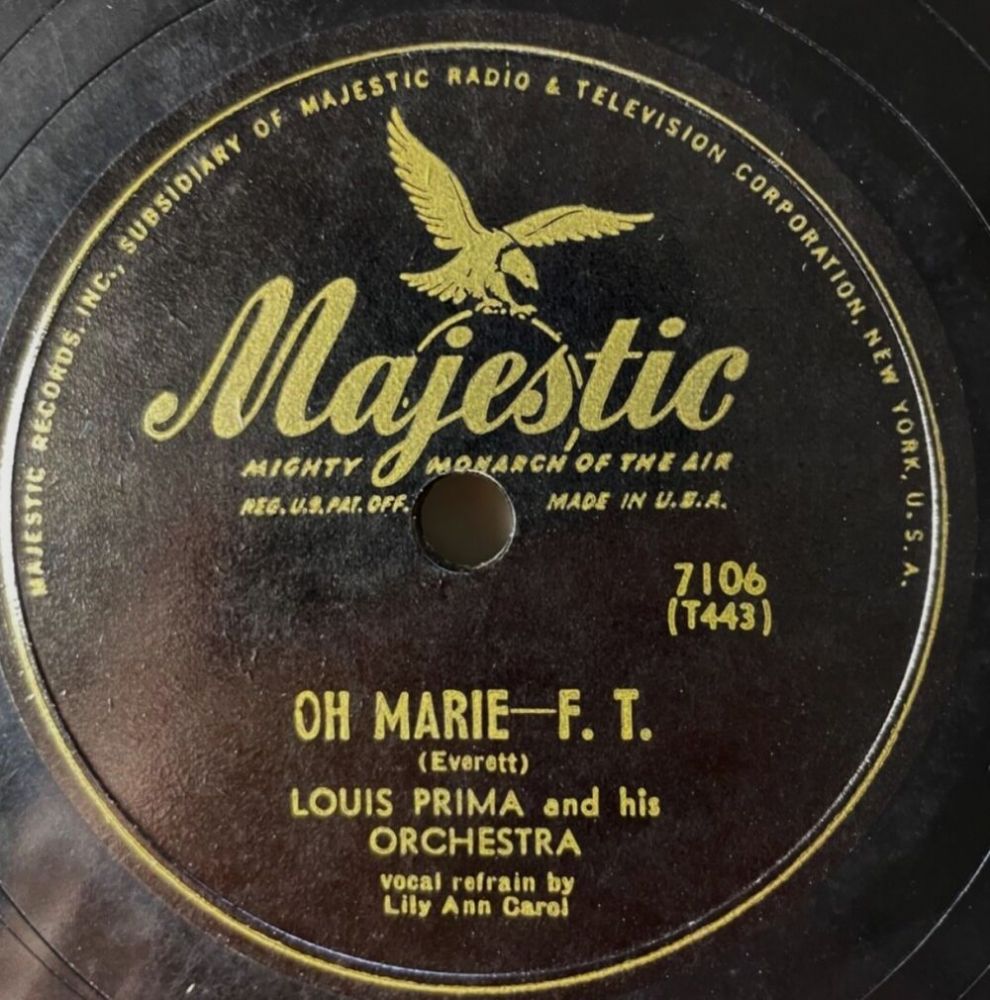 MAJESTIC RECORDS, INC., SUBSIDIARY OF MAJESTIC RADIO & TELEVISION CORPORATION, NEW YORK, U.S.A.
Majestic
MIGHTY MONARCH OF THE AIR
REG. U.S. PAT. OFF. MADE IN U.S.A.
7106
(T443)
OH MARIE—F. T.
(Everett)
LOUIS PRIMA and his
ORCHESTRA
vocal refrain by
Lily Ann Carol